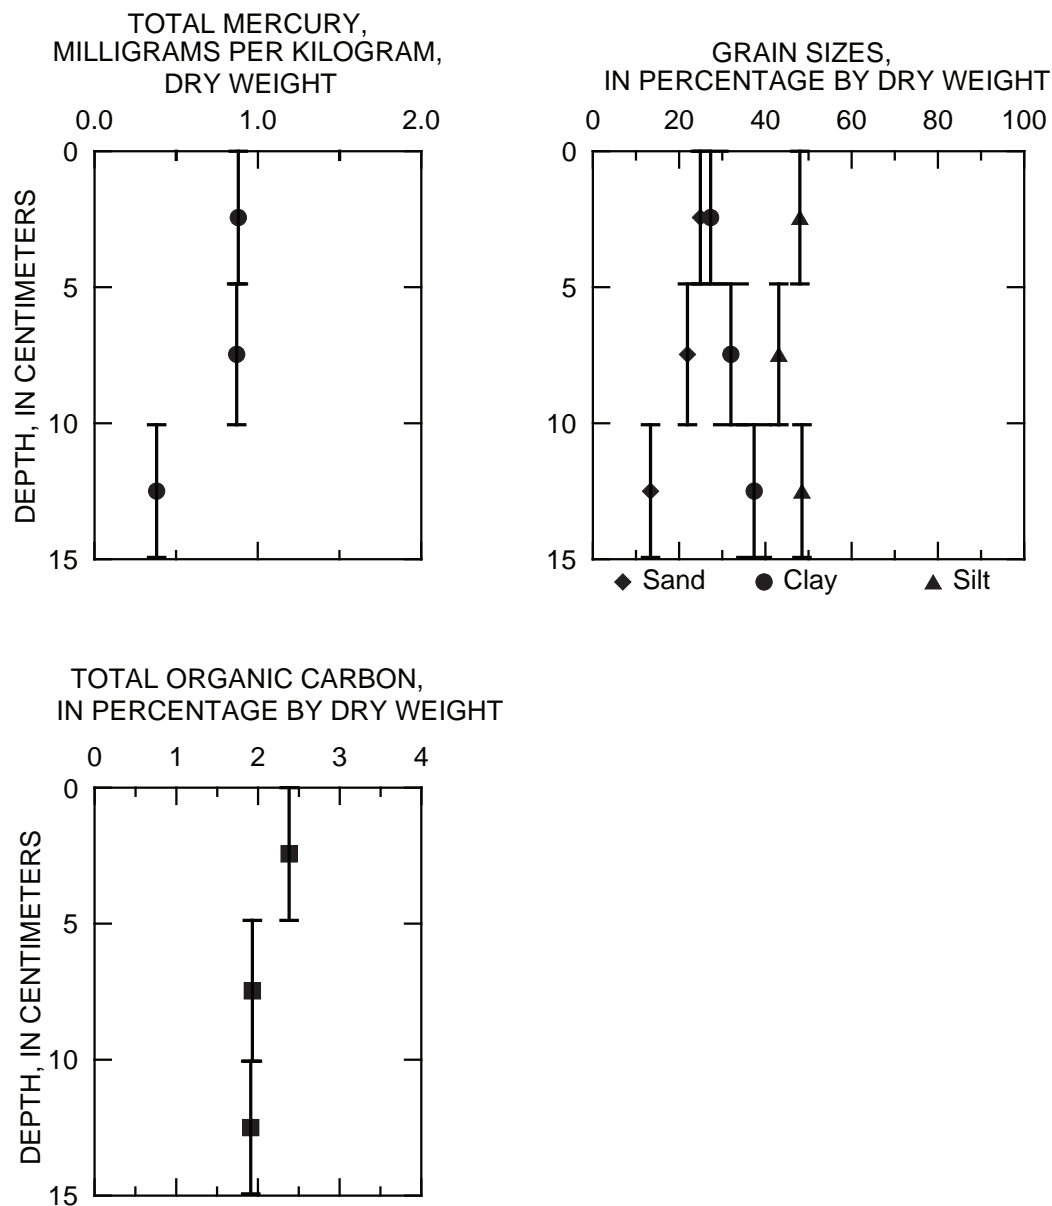 TOTAL MERCURY,
MILLIGRAMS PER KILOGRAM,
DRY WEIGHT
0.0 1.0 2.0
0
5
10
15
DEPTH, IN CENTIMETERS
GRAIN SIZES,
IN PERCENTAGE BY DRY WEIGHT
0 20 40 60 80 100
0
5
10
15
Sand Clay Silt
TOTAL ORGANIC CARBON,
IN PERCENTAGE BY DRY WEIGHT
0 1 2 3 4
0
5
10
15
DEPTH, IN CENTIMETERS